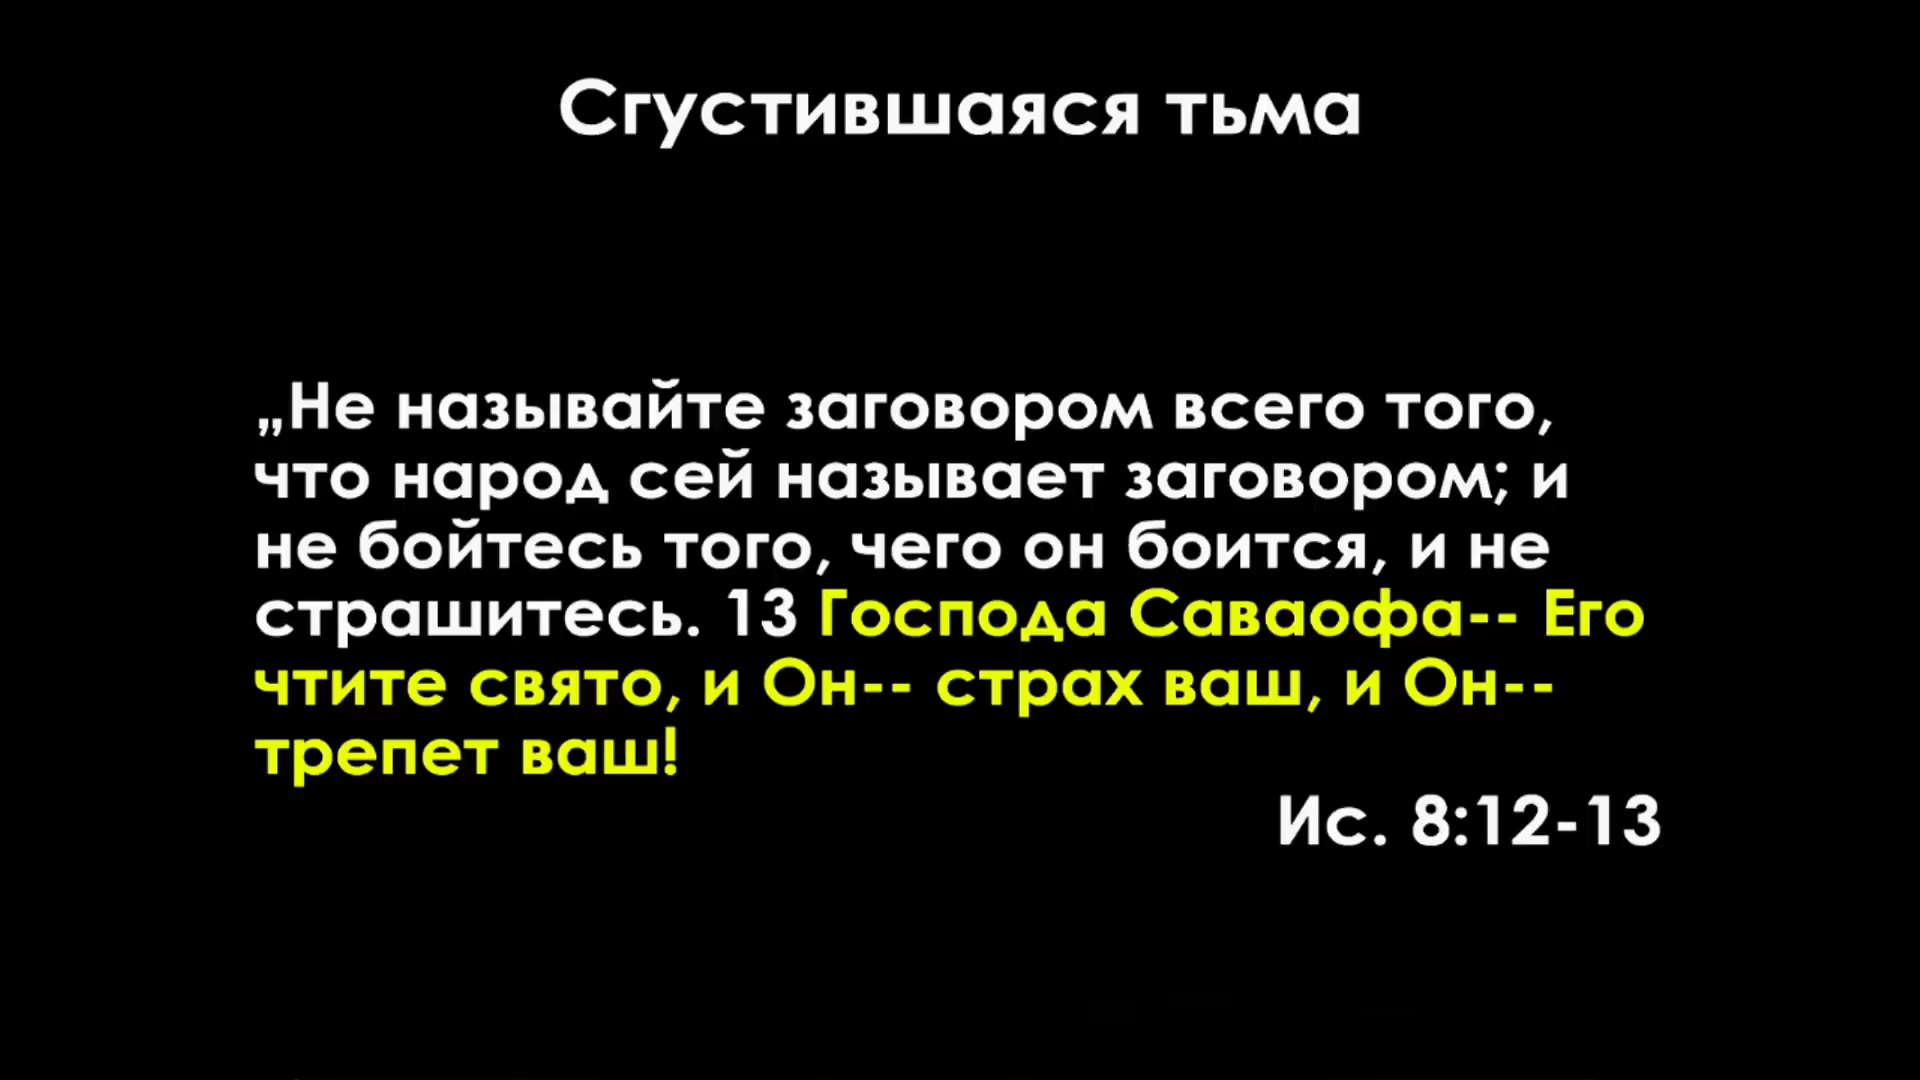 Сгустившаяся тьма
„Не называйте заговором всего того,
что народ сей называет заговором; и
не бойтесь того, чего он боится, и не
страшитесь. 13 Господа Саваофа-- Его
чтите свято, и Он-- страх ваш, и Он--
трепет ваш!
Ис. 8:12-13